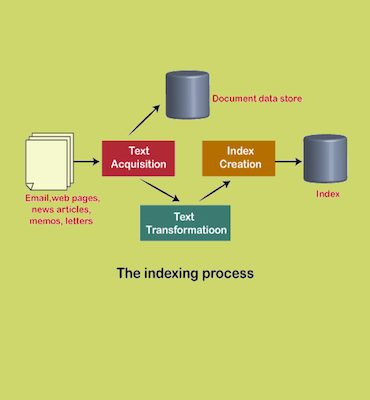 Document data store
Text
Acquisition
Index
Creation
Email,web pages,
news articles,
memos, letters
Index
Text
Transformatioon
The indexing process